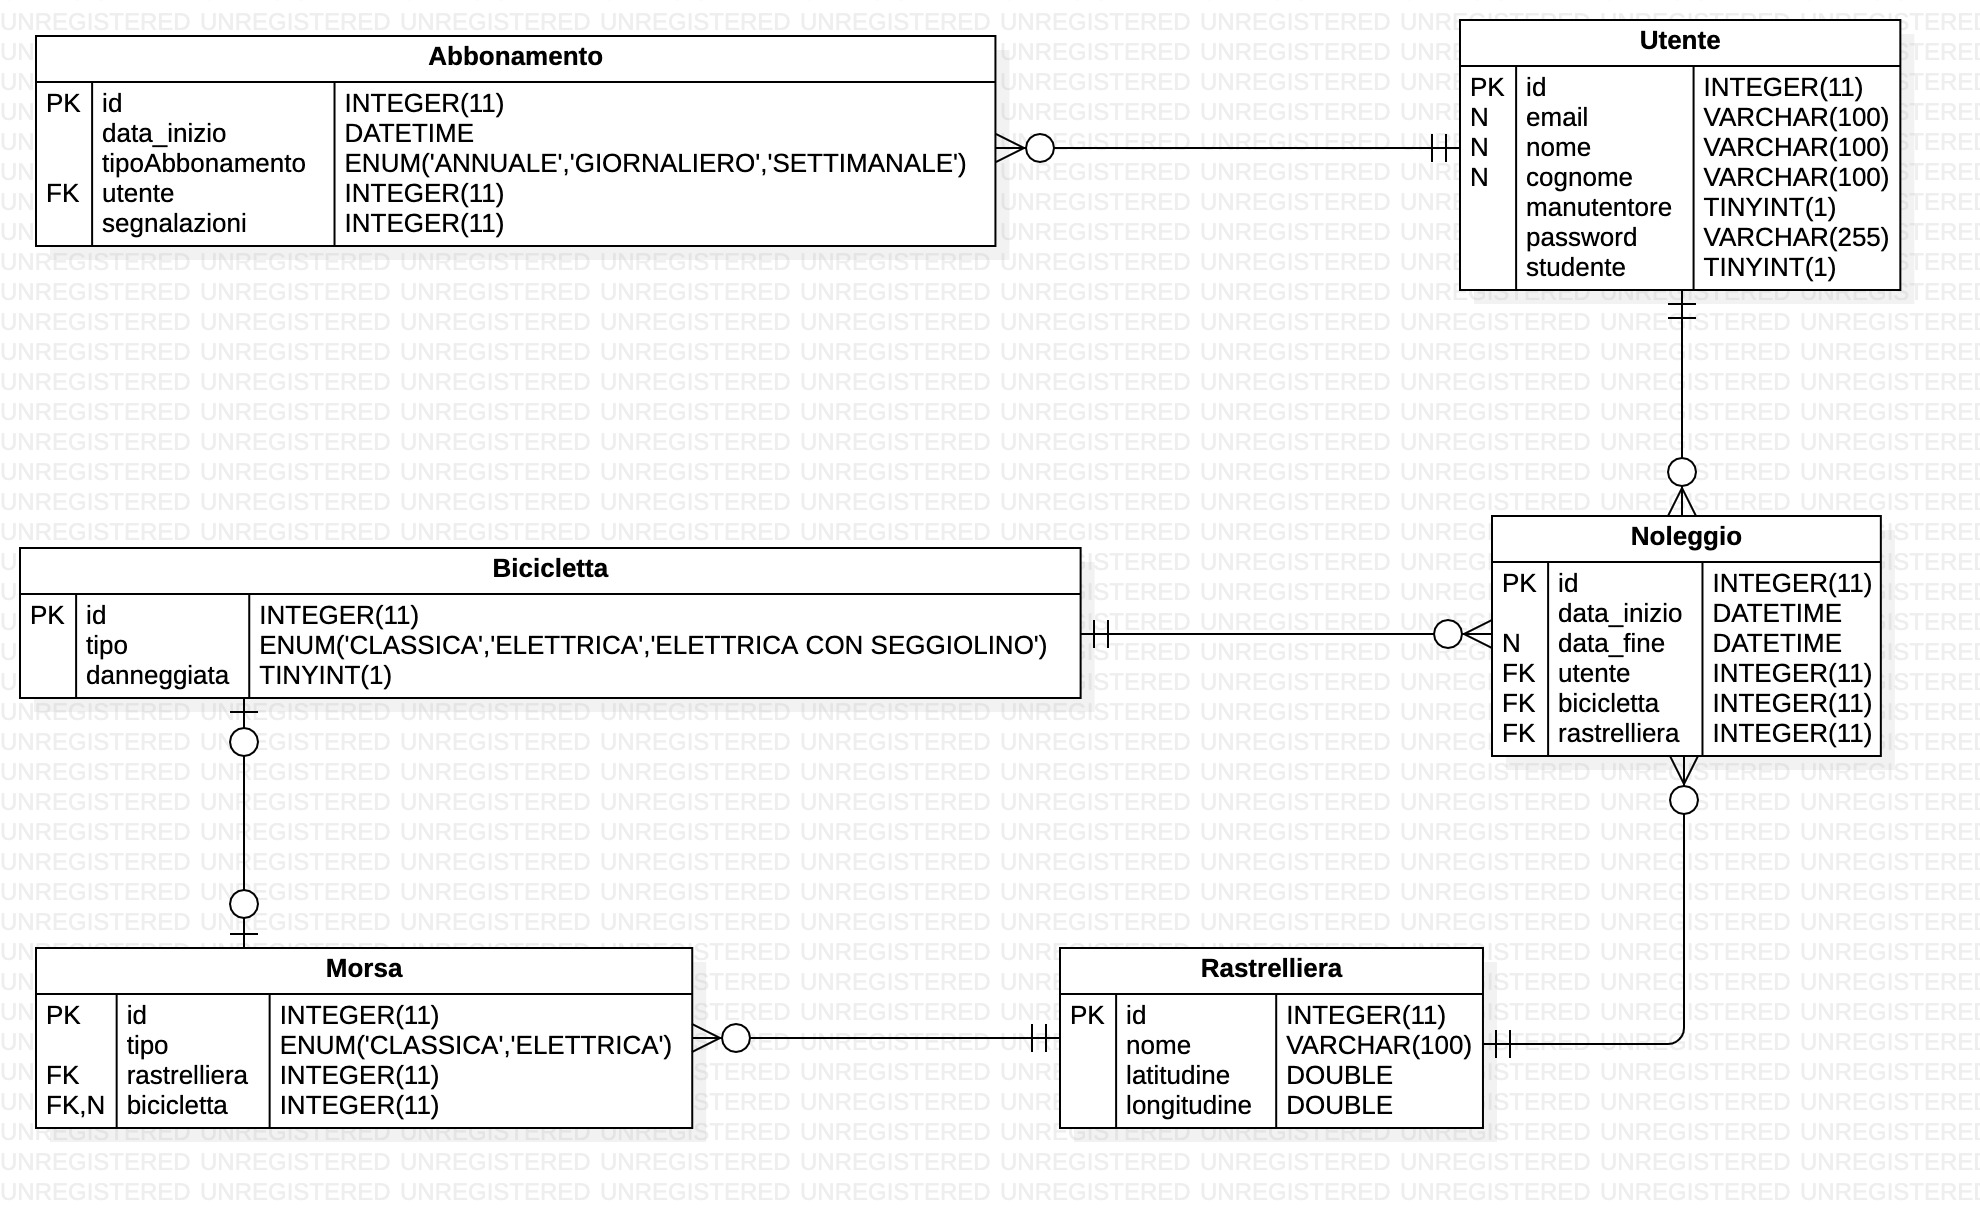 Abbonamento
PK id INTEGER(11)
data_inizio DATETIME
tipoAbbonamento ENUM('ANNUALE','GIORNALIERO','SETTIMANALE')
FK utente INTEGER(11)
segnalazioni INTEGER(11)
Utente
PK id INTEGER(11)
N email VARCHAR(100)
N nome VARCHAR(100)
N cognome VARCHAR(100)
manutentore TINYINT(1)
password VARCHAR(255)
studente TINYINT(1)
Bicicletta
PK id INTEGER(11)
tipo ENUM('CLASSICA','ELETTRICA','ELETTRICA CON SEGGIOLINO')
danneggiata TINYINT(1)
Noleggio
PK id INTEGER(11)
data_inizio DATETIME
N data_fine DATETIME
FK utente INTEGER(11)
FK bicicletta INTEGER(11)
FK rastrelliera INTEGER(11)
Morsa
PK id INTEGER(11)
tipo ENUM('CLASSICA','ELETTRICA')
FK rastrelliera INTEGER(11)
FK,N bicicletta INTEGER(11)
Rastrelliera
PK id INTEGER(11)
nome VARCHAR(100)
latitudine DOUBLE
longitudine DOUBLE
UNREGISTERED